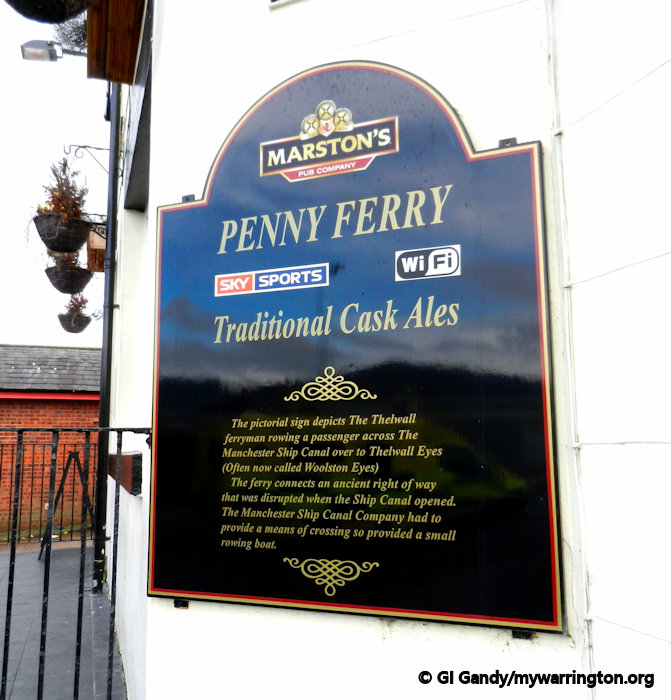 MARSTON'S
PUB COMPANY
PENNY FERRY
SKY SPORTS
Wi Fi
Traditional Cask Ales
The pictorial sign depicts The Thelwall
ferryman rowing a passenger across The
Manchester Ship Canal over to Thelwall Eyes
(Often now called Woolston Eyes)
The ferry connects an ancient right of way
that was disrupted when the Ship Canal opened.
The Manchester Ship Canal Company had to
provide a means of crossing so provided a small
rowing boat.
© GI Gandy/mywarrington.org